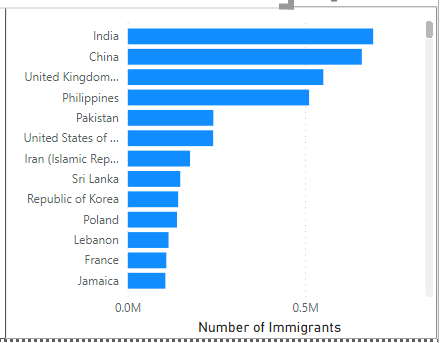 India
China
United Kingdom...
Philippines
Pakistan
United States of ...
Iran (Islamic Rep...
Sri Lanka
Republic of Korea
Poland
Lebanon
France
Jamaica
0.0M 0.5M
Number of Immigrants